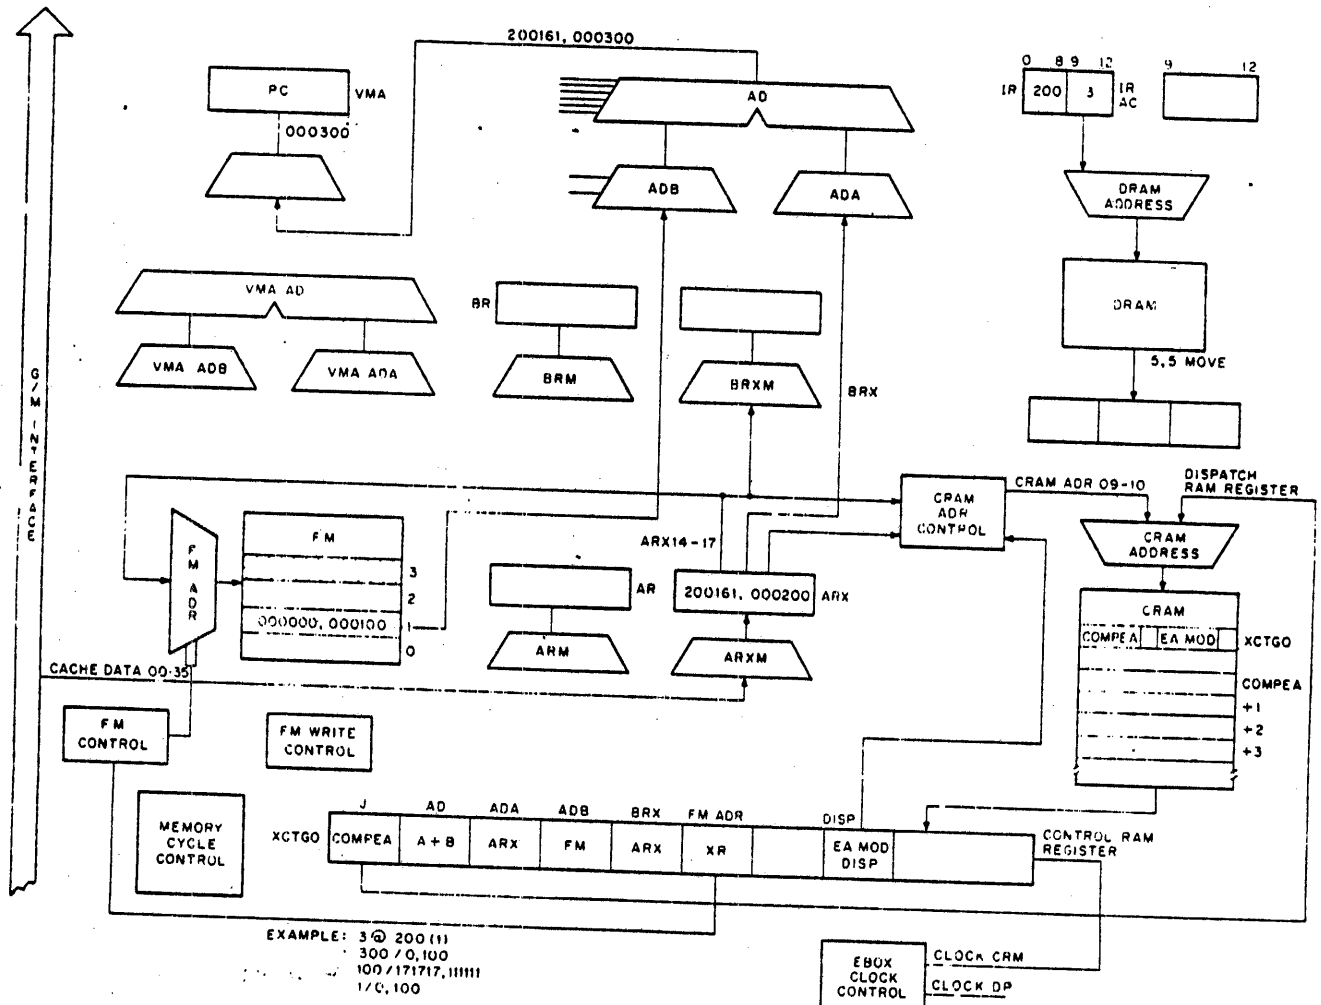 200161, 000300
PC
VMA
000300
AD
0 8 9 12
IR 200 3 IR AC
9 12
ADB
ADA
DRAM ADDRESS
VMA AD
VMA ADB
VMA ADA
BR
BRM
BRXM
BRX
DRAM
5,5 MOVE
G/M INTERFACE
FM ADR
FM
3
2
000000, 000100 1
0
ARX14-17
AR
ARM
200161, 000200 ARX
ARXM
CRAM ADR CONTROL
CRAM ADR 09-10
DISPATCH RAM REGISTER
CRAM ADDRESS
CRAM
COMPEA EA MOD XCTGO
COMPEA
+1
+2
+3
CACHE DATA 00-35
FM CONTROL
FM WRITE CONTROL
MEMORY CYCLE CONTROL
J AD ADA ADB BRX FM ADR DISP
XCTGO COMPEA A+B ARX FM ARX XR EA MOD DISP
CONTROL RAM REGISTER
EXAMPLE: 3 @ 200 (1)
300 / 0,100
100 / 171717, 111111
1 / 0, 100
EBOX CLOCK CONTROL
CLOCK CRM
CLOCK DP